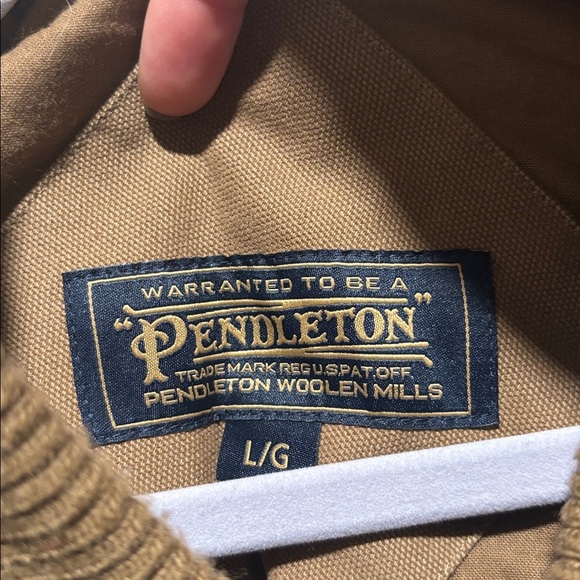 WARRANTED TO BE A
"PENDLETON"
TRADE MARK REG U.S. PAT. OFF.
PENDLETON WOOLEN MILLS
L/G